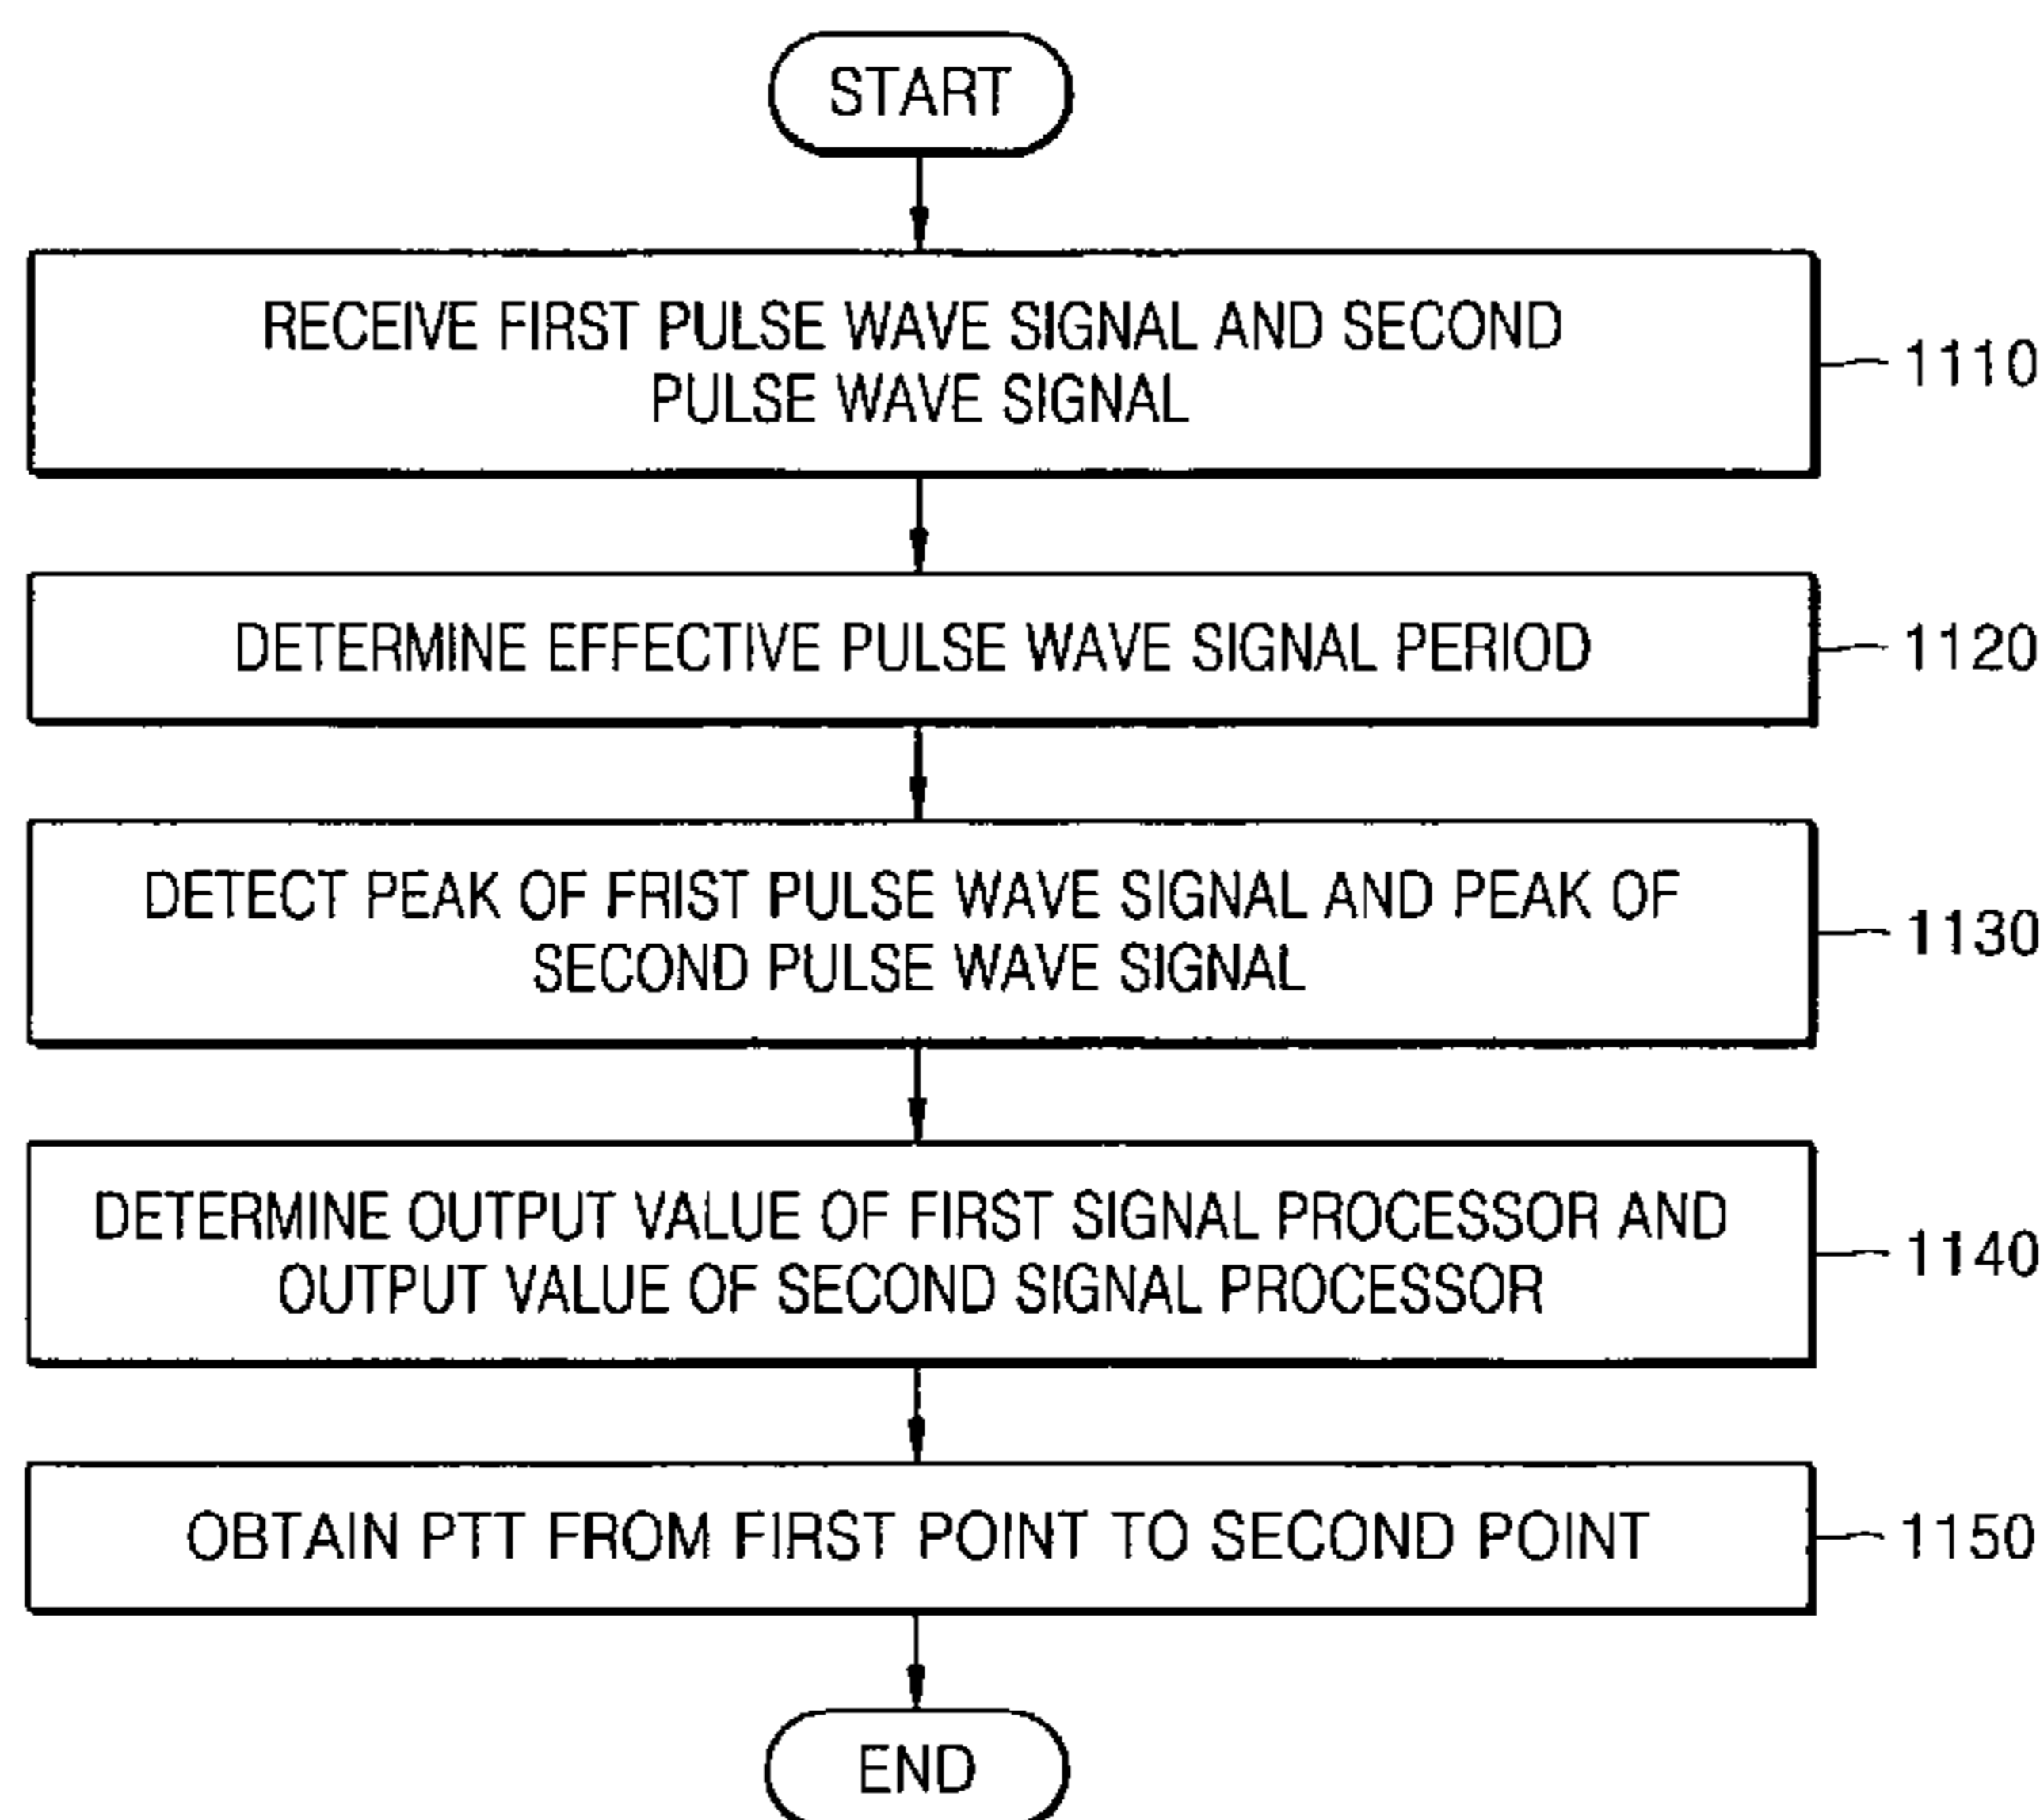 START
RECEIVE FIRST PULSE WAVE SIGNAL AND SECOND
PULSE WAVE SIGNAL
1110
DETERMINE EFFECTIVE PULSE WAVE SIGNAL PERIOD
1120
DETECT PEAK OF FRIST PULSE WAVE SIGNAL AND PEAK OF
SECOND PULSE WAVE SIGNAL
1130
DETERMINE OUTPUT VALUE OF FIRST SIGNAL PROCESSOR AND
OUTPUT VALUE OF SECOND SIGNAL PROCESSOR
1140
OBTAIN PTT FROM FIRST POINT TO SECOND POINT
1150
END